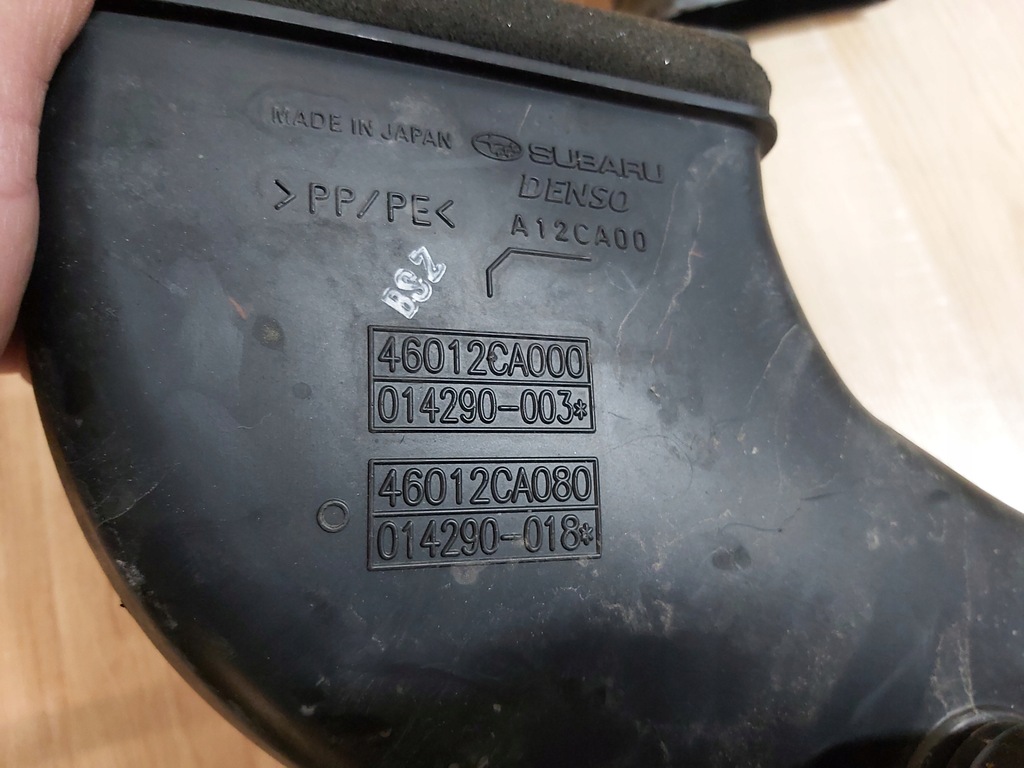 MADE IN JAPAN SUBARU
DENSO
>PP/PE<
A12CA00
BSZ
46012CA000
014290-003*
46012CA080
014290-018*